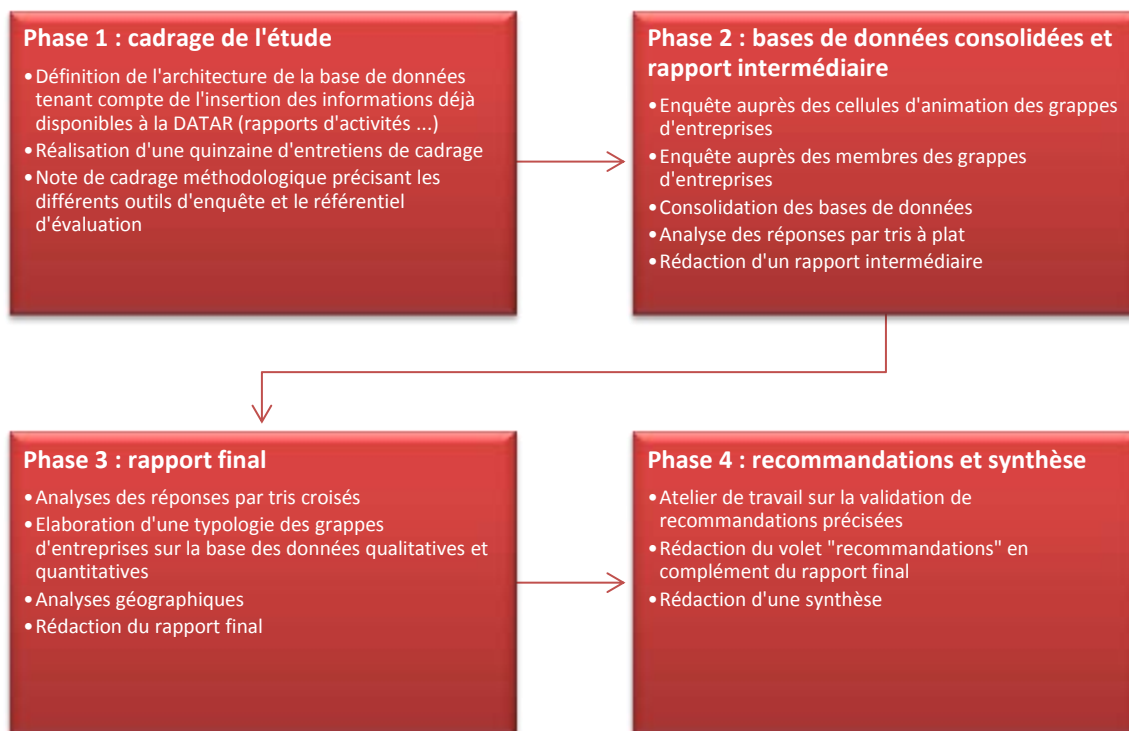 Phase 1 : cadrage de l'étude
•Définition de l'architecture de la base de données
tenant compte de l'insertion des informations déjà
disponibles à la DATAR (rapports d'activités ...)
•Réalisation d'une quinzaine d'entretiens de cadrage
•Note de cadrage méthodologique précisant les
différents outils d'enquête et le référentiel
d'évaluation
Phase 2 : bases de données consolidées et
rapport intermédiaire
•Enquête auprès des cellules d'animation des grappes
d'entreprises
•Enquête auprès des membres des grappes
d'entreprises
•Consolidation des bases de données
•Analyse des réponses par tris à plat
•Rédaction d'un rapport intermédiaire
Phase 3 : rapport final
•Analyses des réponses par tris croisés
•Elaboration d'une typologie des grappes
d'entreprises sur la base des données qualitatives et
quantitatives
•Analyses géographiques
•Rédaction du rapport final
Phase 4 : recommandations et synthèse
•Atelier de travail sur la validation de
recommandations précisées
•Rédaction du volet "recommandations" en
complément du rapport final
•Rédaction d'une synthèse